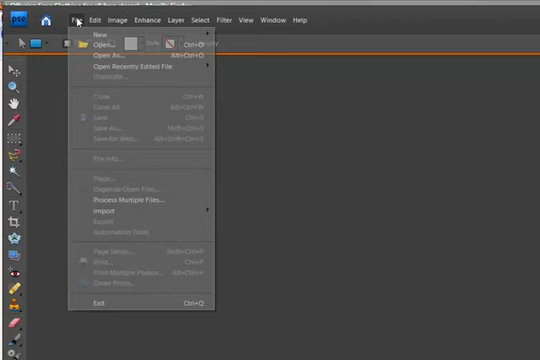 pse File Edit Image Enhance Layer Select Filter View Window Help
New
Open... Ctrl+O
Open As... Alt+Ctrl+O
Open Recently Edited File
Duplicate...
Close Ctrl+W
Close All Alt+Ctrl+W
Save Ctrl+S
Save As... Shift+Ctrl+S
Save for Web... Alt+Shift+Ctrl+S
File Info...
Place...
Organize Open Files...
Process Multiple Files...
Import
Export
Automation Tools
Page Setup... Shift+Ctrl+P
Print... Ctrl+P
Print Multiple Photos... Alt+Ctrl+P
Order Prints...
Exit Ctrl+Q